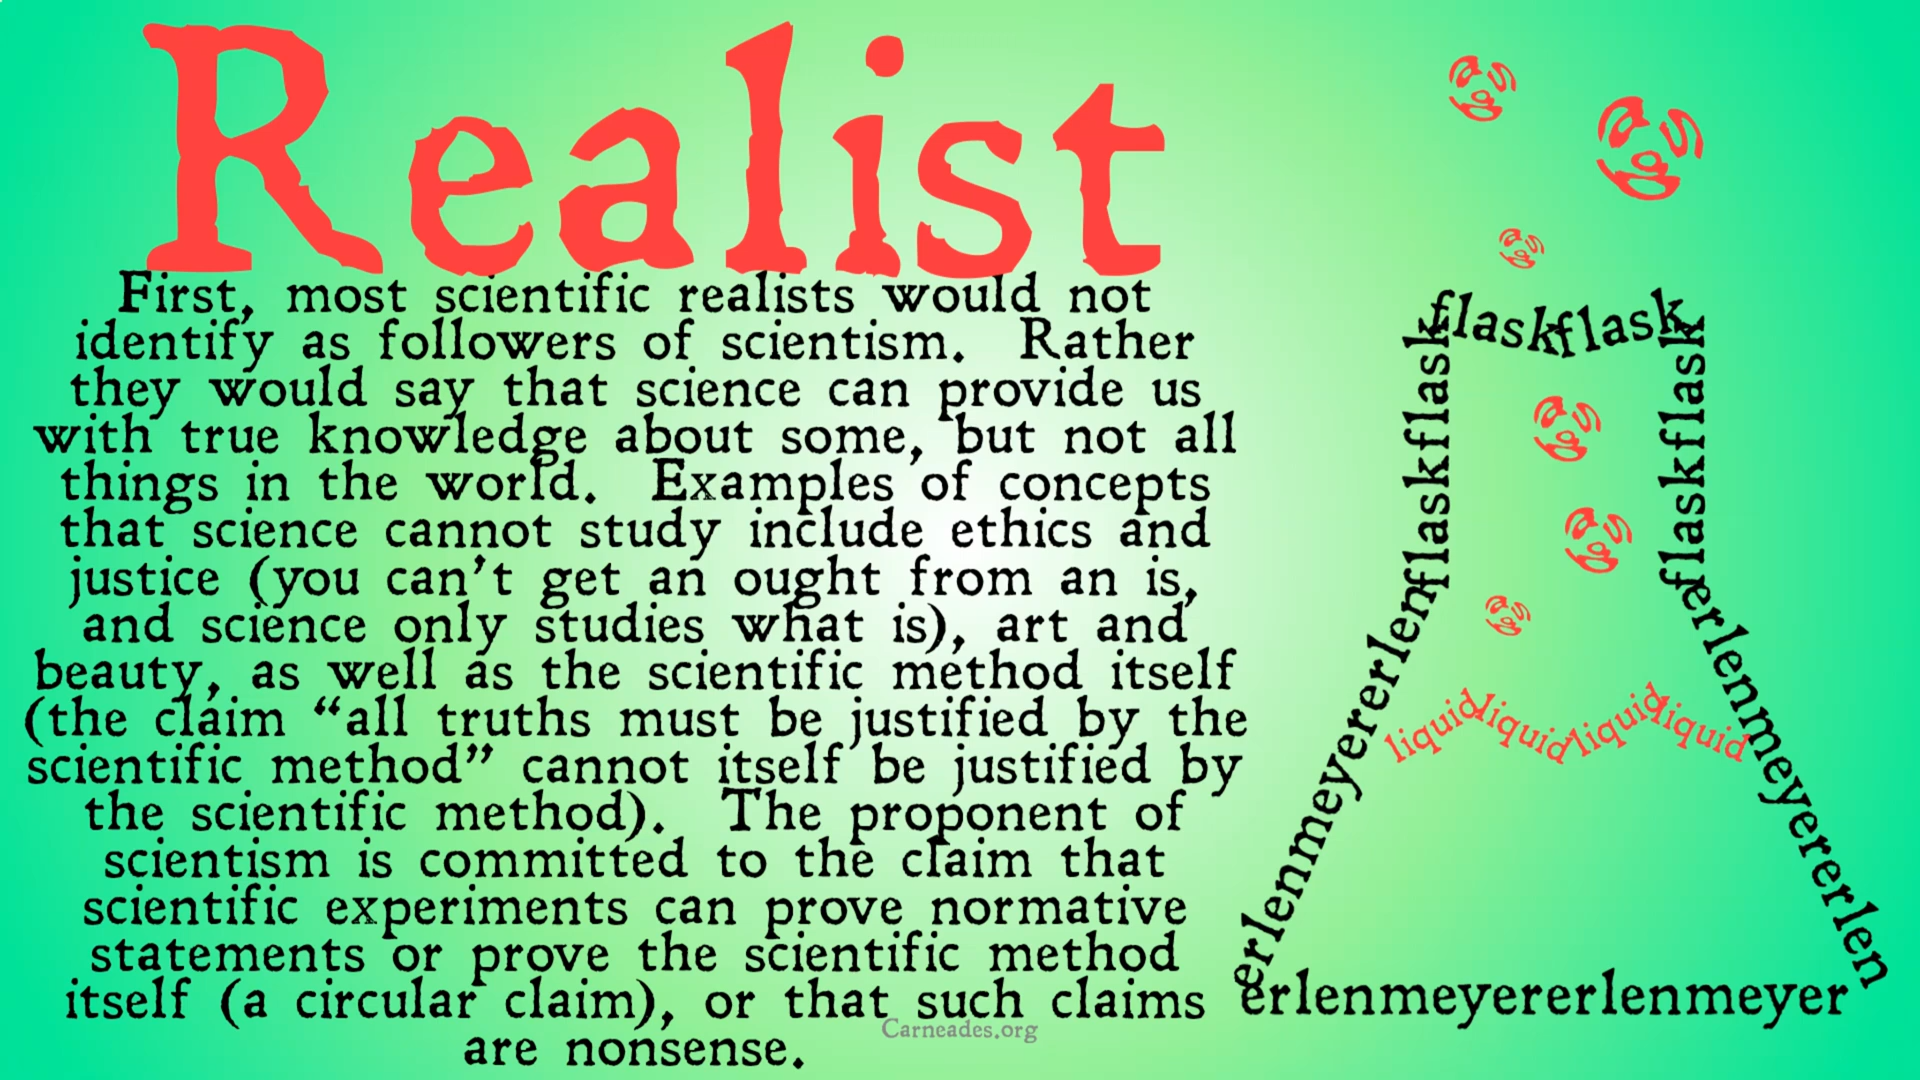 Realist
First, most scientific realists would not
identify as followers of scientism. Rather
they would say that science can provide us
with true knowledge about some, but not all
things in the world. Examples of concepts
that science cannot study include ethics and
justice (you can't get an ought from an is,
and science only studies what is), art and
beauty, as well as the scientific method itself
(the claim “all truths must be justified by the
scientific method” cannot itself be justified by
the scientific method). The proponent of
scientism is committed to the claim that
scientific experiments can prove normative
statements or prove the scientific method
itself (a circular claim), or that such claims
are nonsense.
Carneades.org
gas
gas
gas
flaskflask
flaskflask
flaskflask
gas
gas
gas
erlenmeyererlen
erlenmeyererlen
liquidliquidliquidliquid
erlenmeyererlenmeyer